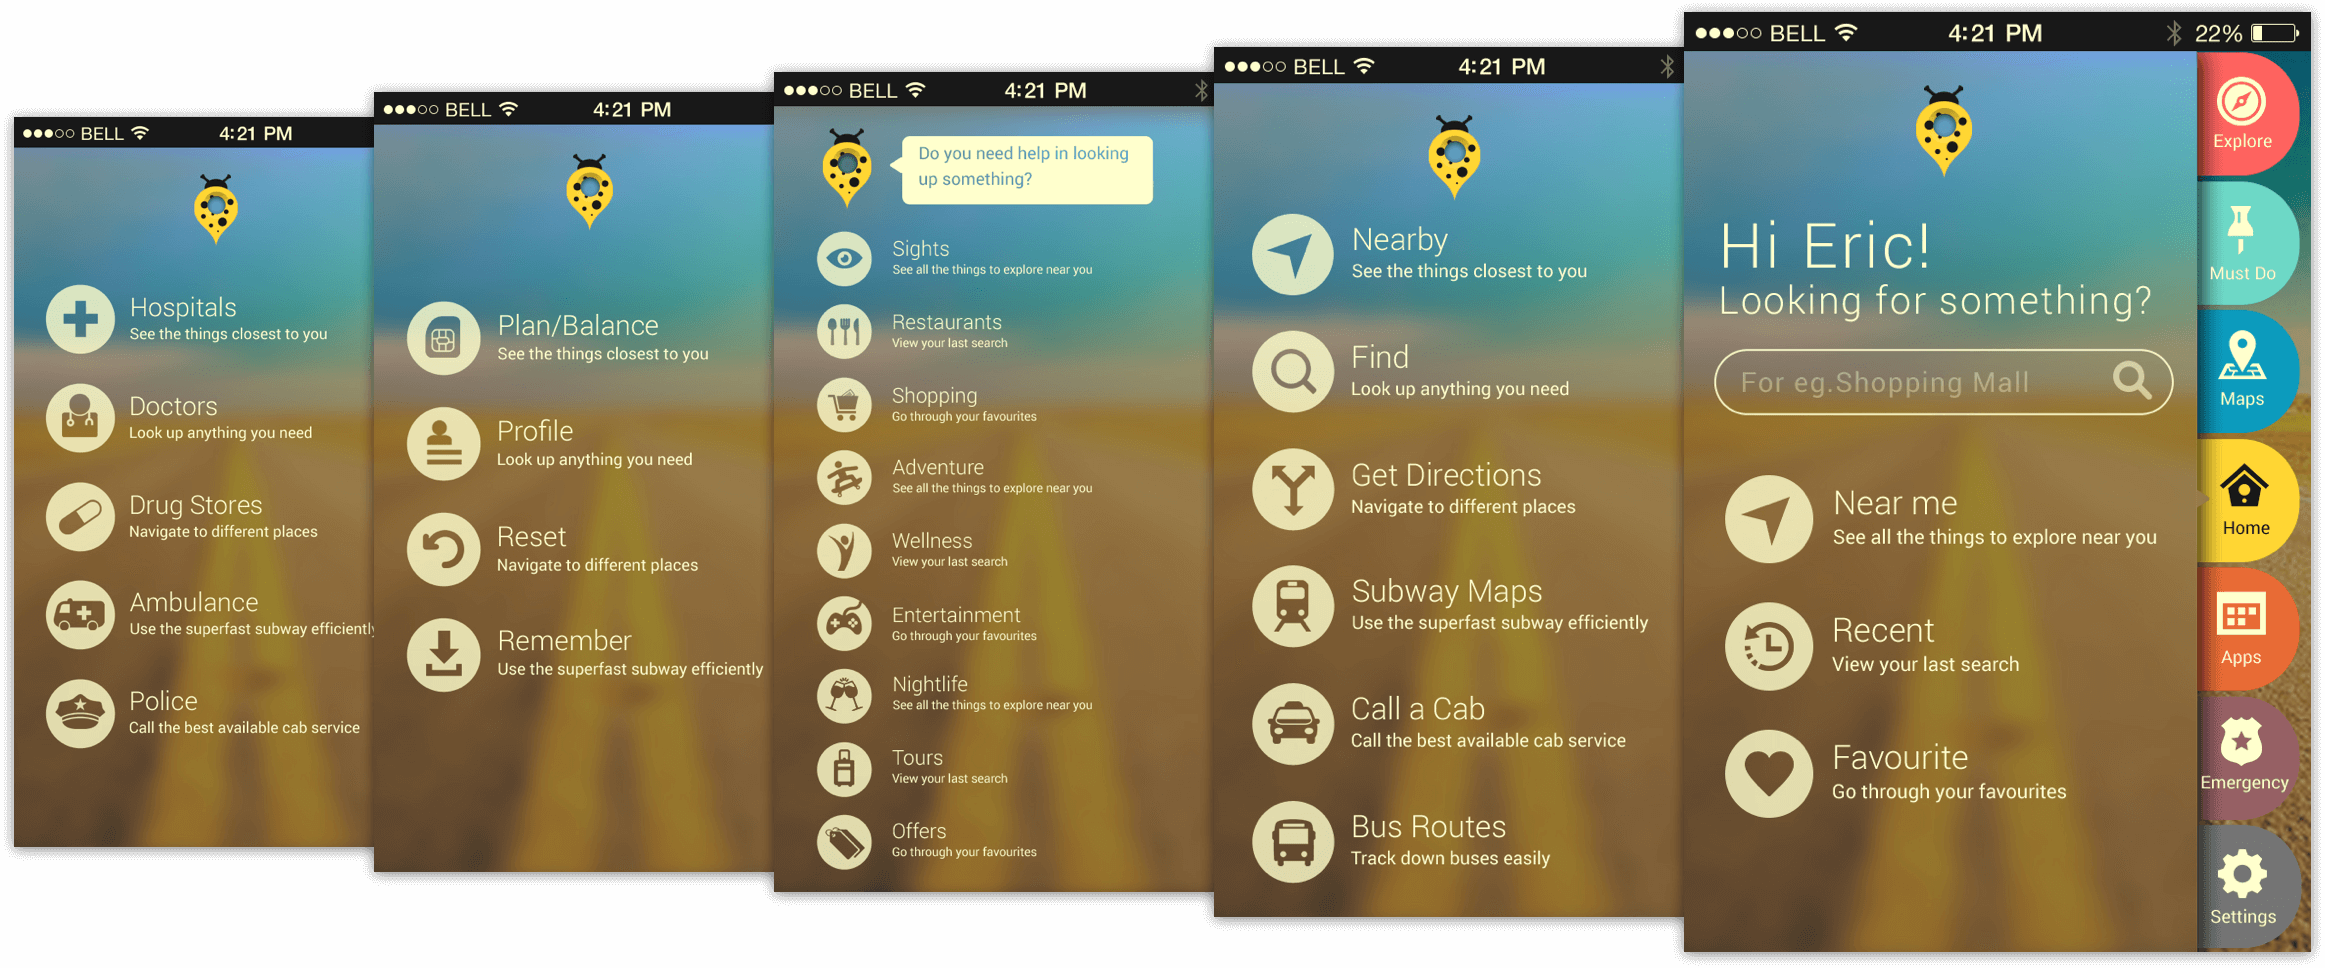 BELL
4:21 PM
Hospitals
See the things closest to you
Doctors
Look up anything you need
Drug Stores
Navigate to different places
Ambulance
Use the superfast subway efficiently
Police
Call the best available cab service
BELL
4:21 PM
Plan/Balance
See the things closest to you
Profile
Look up anything you need
Reset
Navigate to different places
Remember
Use the superfast subway efficiently
BELL
4:21 PM
Do you need help in looking
up something?
Sights
See all the things to explore near you
Restaurants
View your last search
Shopping
Go through your favourites
Adventure
See all the things to explore near you
Wellness
View your last search
Entertainment
Go through your favourites
Nightlife
See all the things to explore near you
Tours
View your last search
Offers
Go through your favourites
BELL
4:21 PM
Nearby
See the things closest to you
Find
Look up anything you need
Get Directions
Navigate to different places
Subway Maps
Use the superfast subway efficiently
Call a Cab
Call the best available cab service
Bus Routes
Track down buses easily
BELL
4:21 PM
22%
Hi Eric!
Looking for something?
For eg.Shopping Mall
Near me
See all the things to explore near you
Recent
View your last search
Favourite
Go through your favourites
Explore
Must Do
Maps
Home
Apps
Emergency
Settings